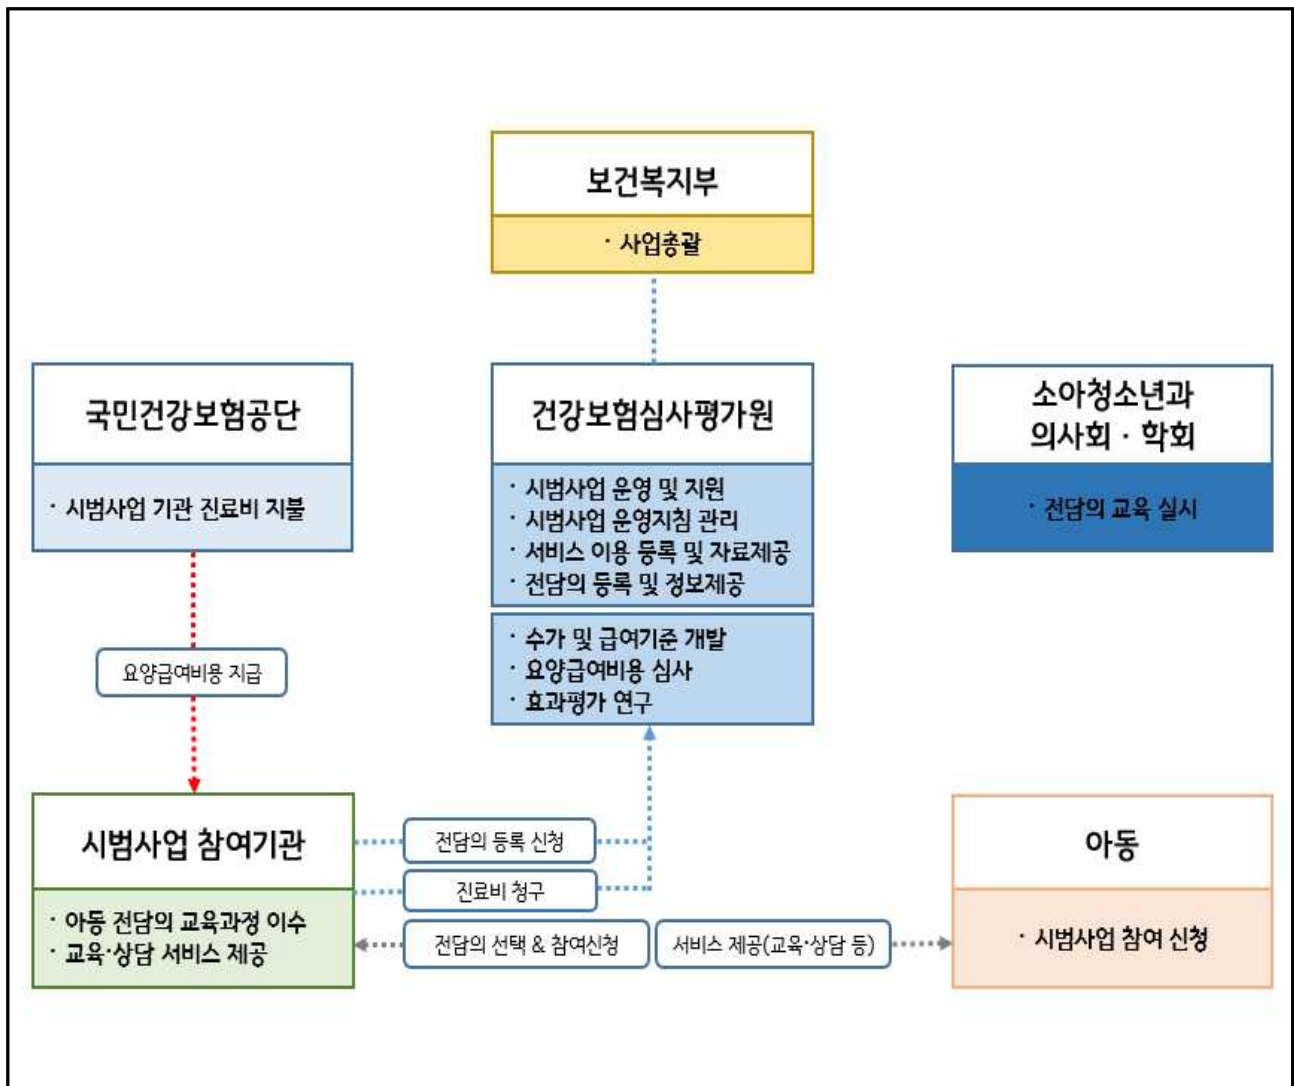 보건복지부
· 사업총괄
국민건강보험공단
· 시범사업 기관 진료비 지불
건강보험심사평가원
· 시범사업 운영 및 지원
· 시범사업 운영지침 관리
· 서비스 이용 등록 및 자료제공
· 전담의 등록 및 정보제공
· 수가 및 급여기준 개발
· 요양급여비용 심사
· 효과평가 연구
소아청소년과
의사회 · 학회
· 전담의 교육 실시
요양급여비용 지급
시범사업 참여기관
· 아동 전담의 교육과정 이수
· 교육·상담 서비스 제공
전담의 등록 신청
진료비 청구
전담의 선택 & 참여신청
서비스 제공(교육·상담 등)
아동
· 시범사업 참여 신청